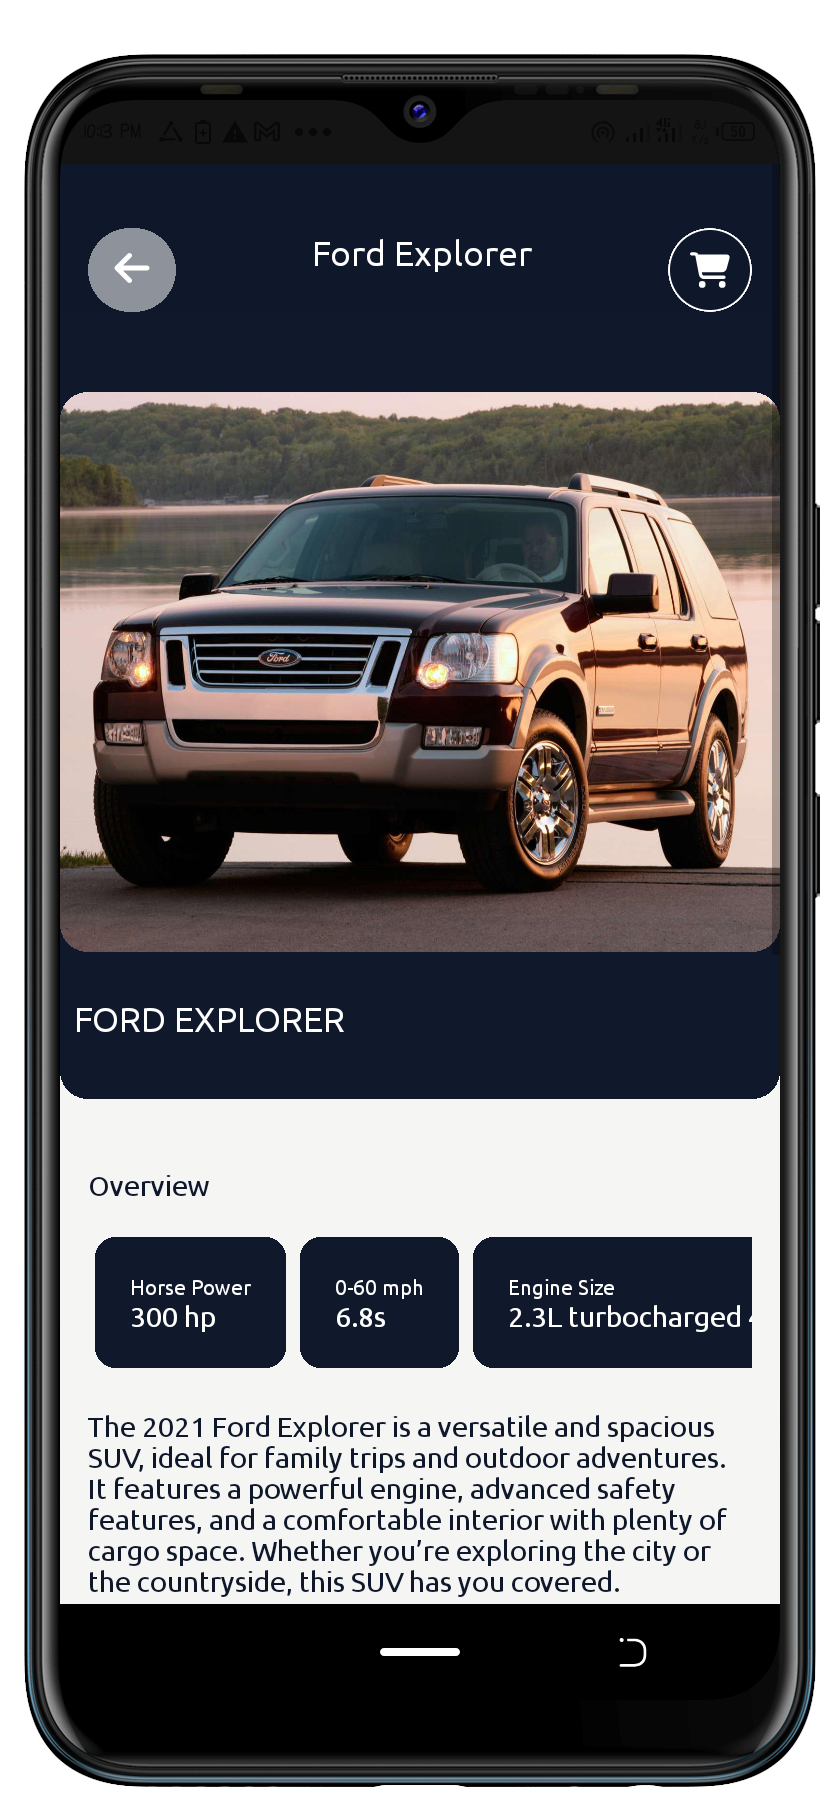 10:13 PM
4G
50
Ford Explorer
Ford
FORD EXPLORER
Overview
Horse Power
300 hp
0-60 mph
6.8s
Engine Size
2.3L turbocharged
The 2021 Ford Explorer is a versatile and spacious
SUV, ideal for family trips and outdoor adventures.
It features a powerful engine, advanced safety
features, and a comfortable interior with plenty of
cargo space. Whether you're exploring the city or
the countryside, this SUV has you covered.